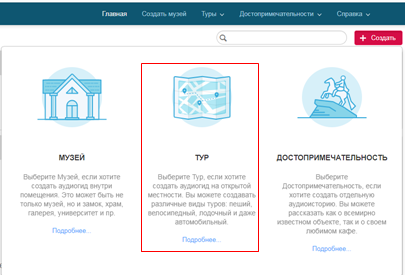 Главная Создать музей Туры Достопримечательности Справка
+ Создать
МУЗЕЙ
Выберите Музей, если хотите
создать аудиогид внутри
помещения. Это может быть не
только музей, но и замок, храм,
галерея, университет и пр.
Подробнее...
ТУР
Выберите Тур, если хотите
создать аудиогид на открытой
местности. Вы можете создавать
различные виды туров: пеший,
велосипедный, лодочный и даже
автомобильный.
Подробнее...
ДОСТОПРИМЕЧАТЕЛЬНОСТЬ
Выберите
Достопримечательность, если
хотите создать отдельную
аудиоисторию. Вы можете
рассказать как о всемирно
известном объекте, так и о своем
любимом кафе.
Подробнее...